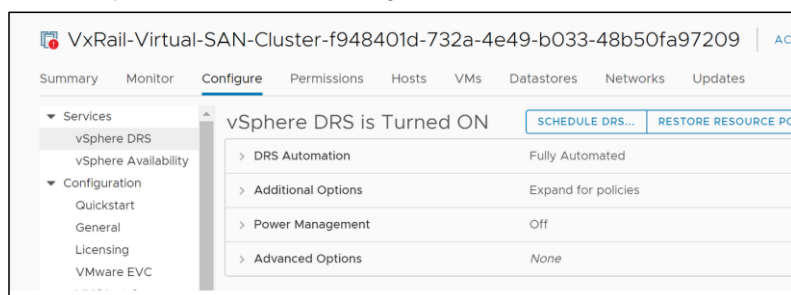 VxRail-Virtual-SAN-Cluster-f948401d-732a-4e49-b033-48b50fa97209
Summary Monitor Configure Permissions Hosts VMs Datastores Networks Updates
Services
vSphere DRS
vSphere Availability
Configuration
Quickstart
General
Licensing
VMware EVC
vSphere DRS is Turned ON SCHEDULE DRS... RESTORE RESOURCE
DRS Automation Fully Automated
Additional Options Expand for policies
Power Management Off
Advanced Options None